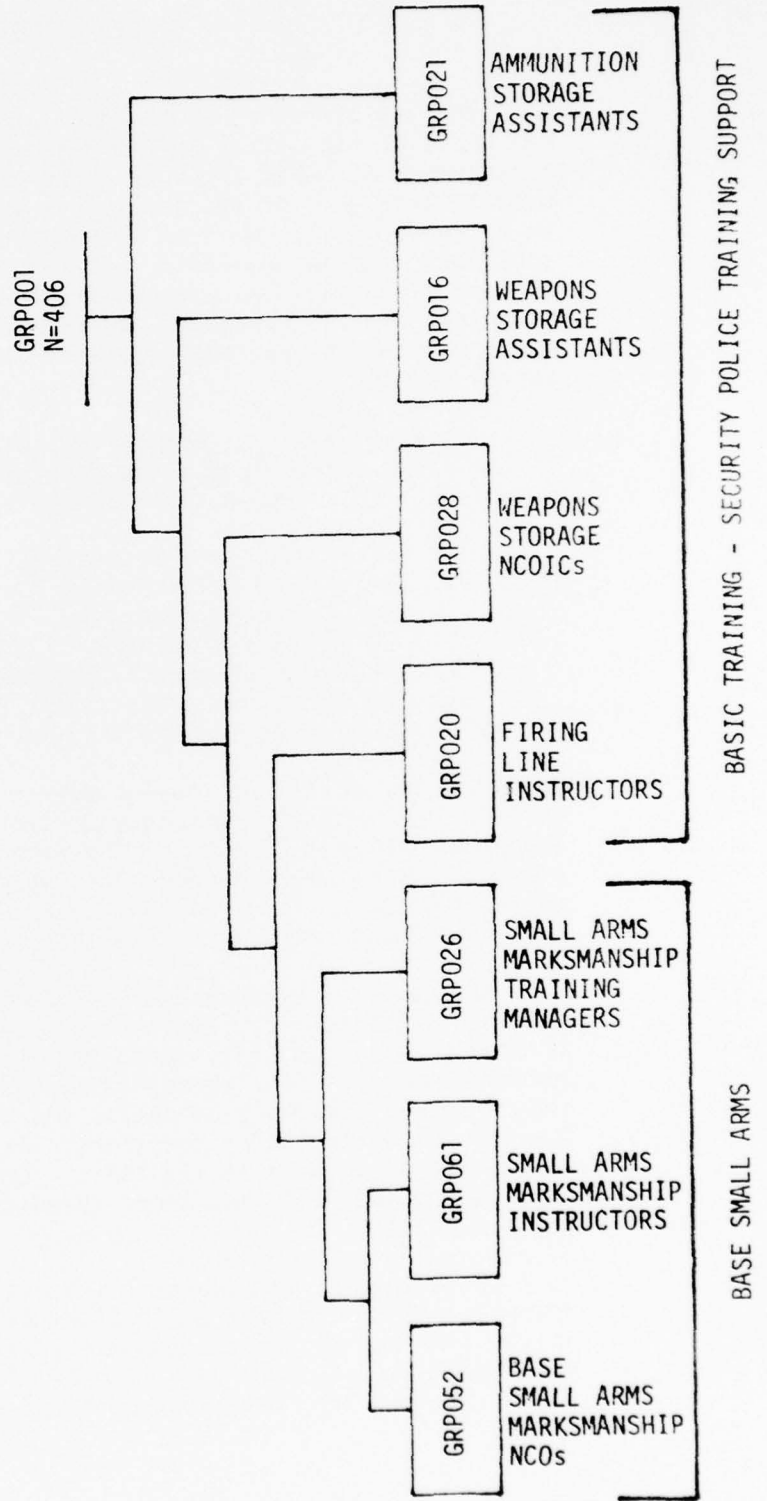 GRP001
N=406
GRP021
AMMUNITION
STORAGE
ASSISTANTS
GRP016
WEAPONS
STORAGE
ASSISTANTS
GRP028
WEAPONS
STORAGE
NCOICs
GRP020
FIRING
LINE
INSTRUCTORS
GRP026
SMALL ARMS
MARKSMANSHIP
TRAINING
MANAGERS
GRP061
SMALL ARMS
MARKSMANSHIP
INSTRUCTORS
GRP052
BASE
SMALL ARMS
MARKSMANSHIP
NCOs
BASIC TRAINING - SECURITY POLICE TRAINING SUPPORT
BASE SMALL ARMS